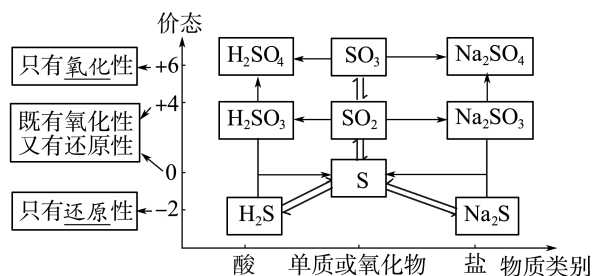 价态
只有氧化性
+6
H₂SO₄
SO₃
Na₂SO₄
既有氧化性
又有还原性
+4
H₂SO₃
SO₂
Na₂SO₃
0
S
只有还原性
-2
H₂S
Na₂S
酸
单质或氧化物
盐
物质类别